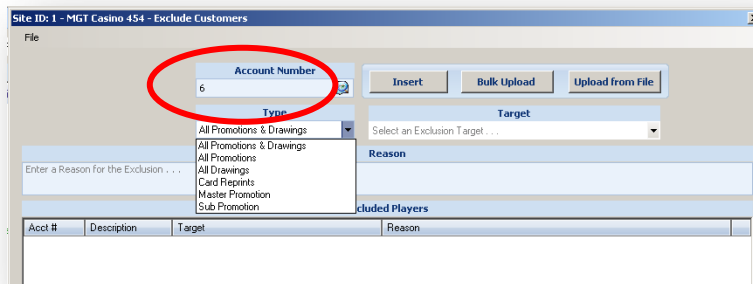 Site ID: 1 - MGT Casino 454 - Exclude Customers
File
Account Number
6
Insert
Bulk Upload
Upload from File
Type
Target
All Promotions & Drawings
Select an Exclusion Target . . .
All Promotions & Drawings
All Promotions
All Drawings
Card Reprints
Master Promotion
Sub Promotion
Reason
Enter a Reason for the Exclusion . . .
cluded Players
Acct #
Description
Target
Reason